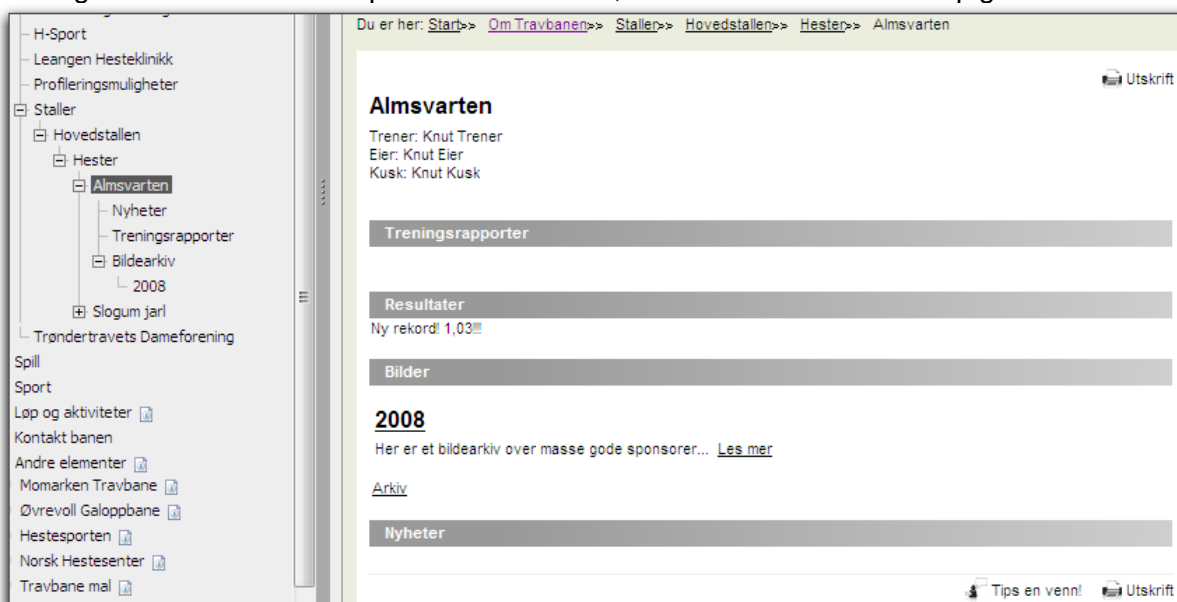 H-Sport
Leangen Hesteklinikk
Profileringsmuligheter
Staller
Hovedstallen
Hester
Almsvarten
Nyheter
Treningsrapporter
Bildearkiv
2008
Slogum jarl
Trøndertravets Dameforening
Spill
Sport
Løp og aktiviteter
Kontakt banen
Andre elementer
Momarken Travbane
Øvrevoll Galoppbane
Hestesporten
Norsk Hestesenter
Travbane mal
Du er her: Start>> Om Travbanen>> Staller>> Hovedstallen>> Hester>> Almsvarten
Utskrift
Almsvarten
Trener: Knut Trener
Eier: Knut Eier
Kusk: Knut Kusk
Treningsrapporter
Resultater
Ny rekord! 1,03!!!
Bilder
2008
Her er et bildearkiv over masse gode sponsorer... Les mer
Arkiv
Nyheter
Tips en venn! Utskrift